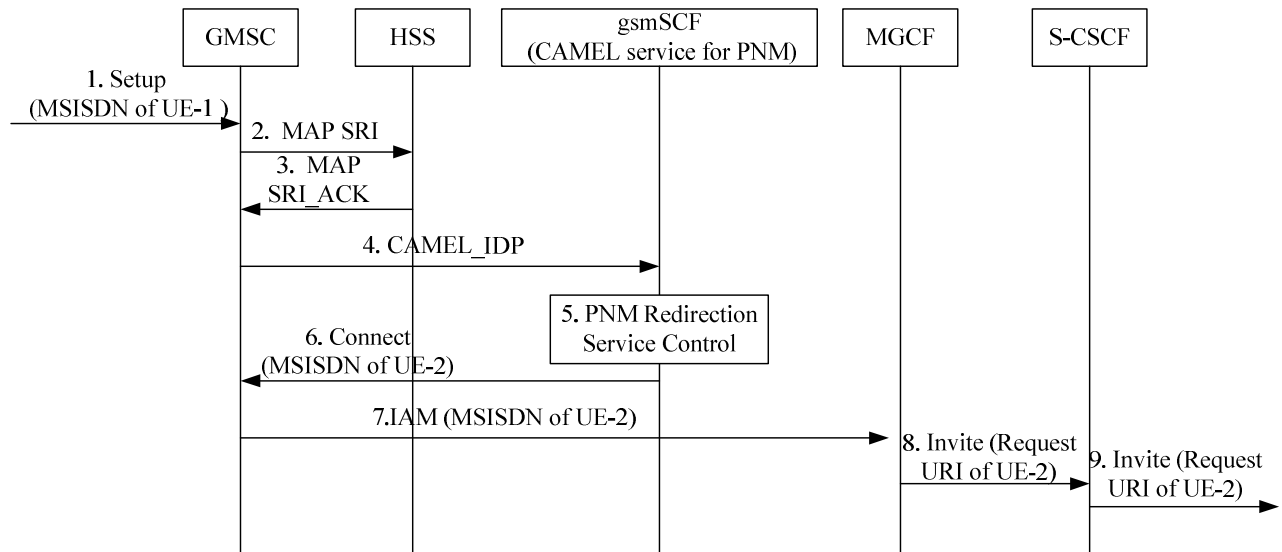 GMSC
HSS
gsmSCF
(CAMEL service for PNM)
MGCF
S-CSCF
1. Setup
(MSISDN of UE-1 )
2.  MAP SRI
3.  MAP
SRI_ACK
4. CAMEL_IDP
5. PNM Redirection
Service Control
6. Connect
(MSISDN of UE-2)
7.IAM (MSISDN of UE-2)
8. Invite (Request
URI of UE-2)
9. Invite (Request
URI of UE-2)